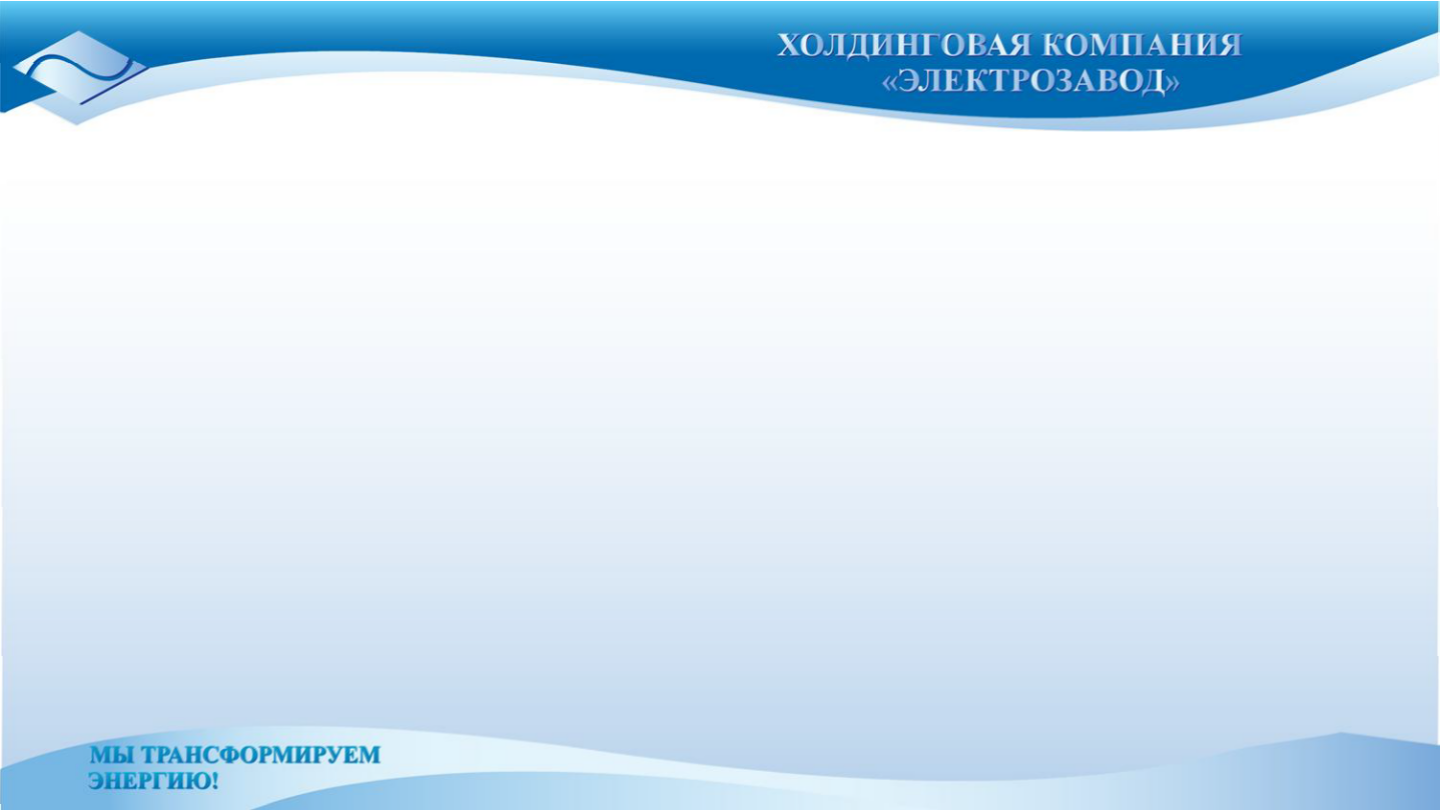 ХОЛДИНГОВАЯ КОМПАНИЯ
«ЭЛЕКТРОЗАВОД»
МЫ ТРАНСФОРМИРУЕМ
ЭНЕРГИЮ!